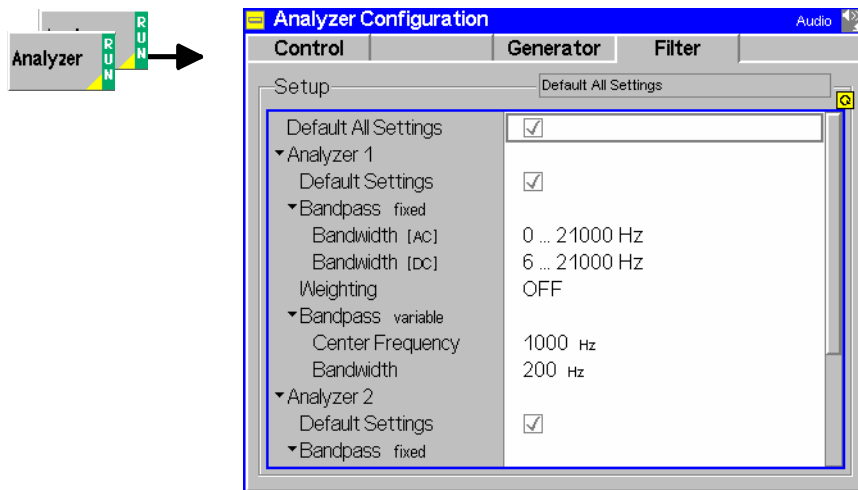 RUN
Analyzer RUN
Analyzer Configuration Audio
Control Generator Filter
Setup Default All Settings
Default All Settings
Analyzer 1
Default Settings
Bandpass fixed
Bandwidth [AC] 0 ... 21000 Hz
Bandwidth [DC] 6 ... 21000 Hz
Weighting OFF
Bandpass variable
Center Frequency 1000 Hz
Bandwidth 200 Hz
Analyzer 2
Default Settings
Bandpass fixed